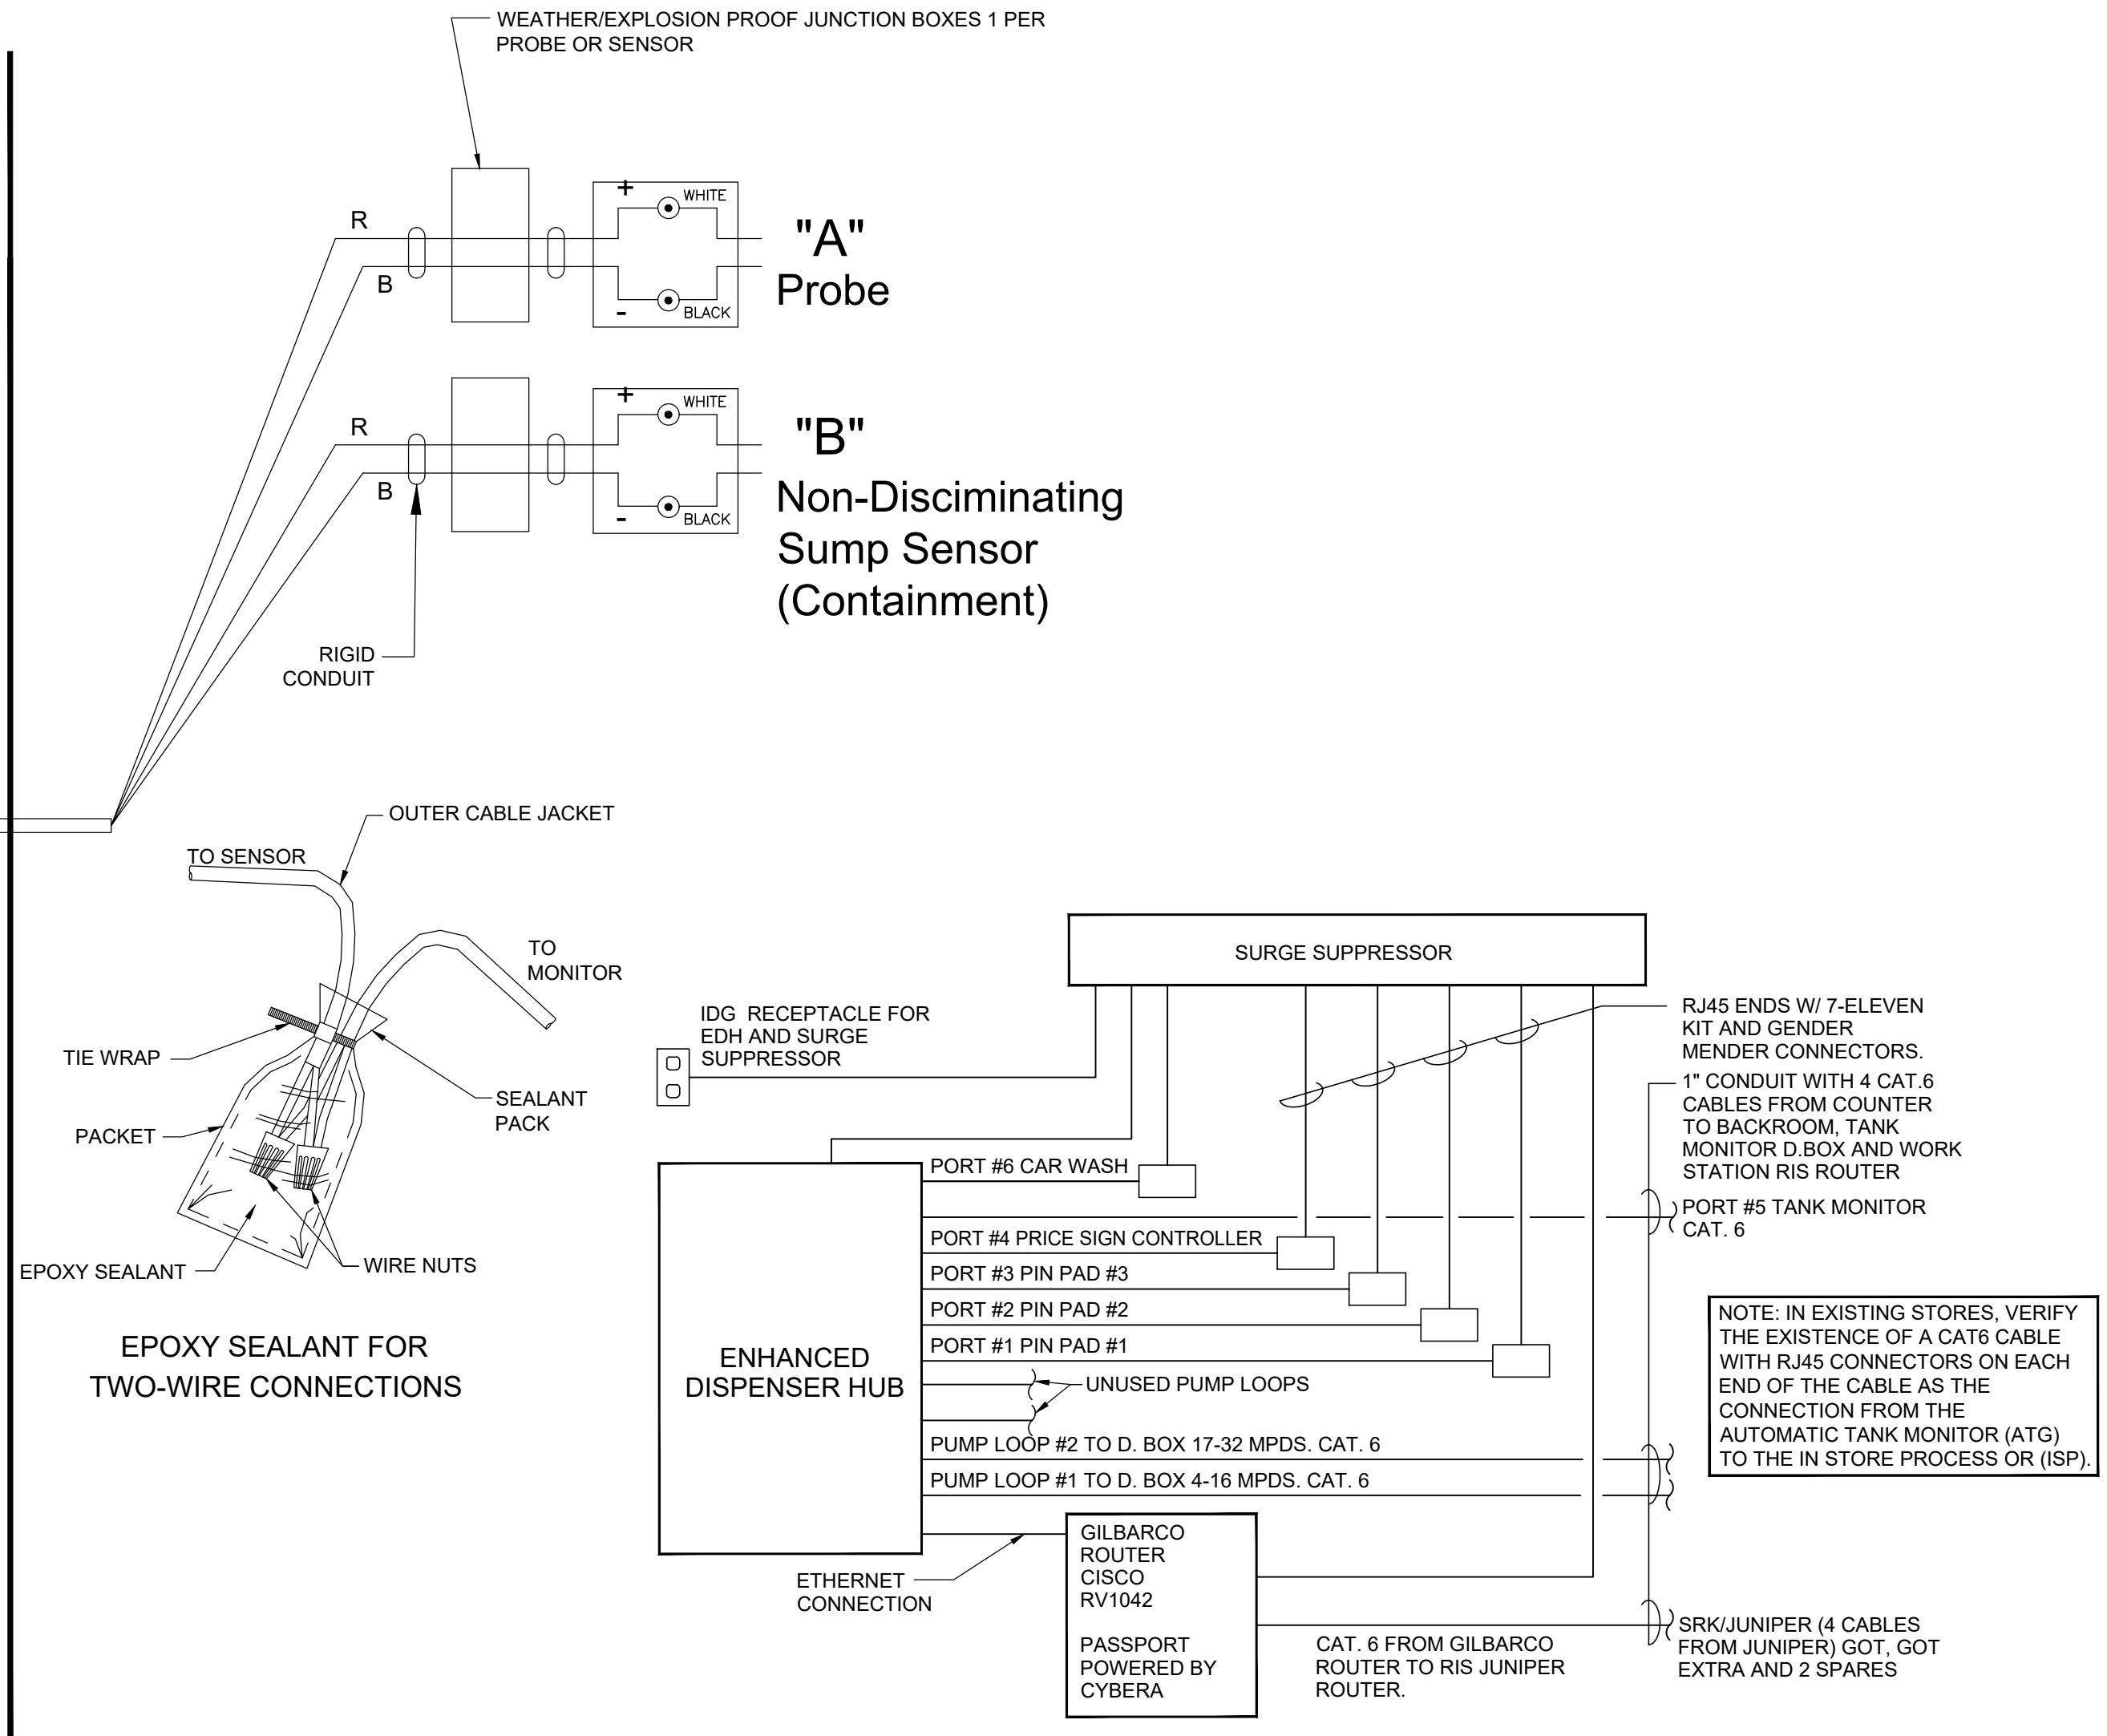 WEATHER/EXPLOSION PROOF JUNCTION BOXES 1 PER
PROBE OR SENSOR
R
B
+
WHITE
-
BLACK
"A"
Probe
R
B
+
WHITE
-
BLACK
"B"
Non-Disciminating
Sump Sensor
(Containment)
RIGID
CONDUIT
OUTER CABLE JACKET
TO SENSOR
TO
MONITOR
TIE WRAP
SEALANT
PACK
PACKET
EPOXY SEALANT
WIRE NUTS
EPOXY SEALANT FOR
TWO-WIRE CONNECTIONS
SURGE SUPPRESSOR
IDG RECEPTACLE FOR
EDH AND SURGE
SUPPRESSOR
RJ45 ENDS W/ 7-ELEVEN
KIT AND GENDER
MENDER CONNECTORS.
1" CONDUIT WITH 4 CAT.6
CABLES FROM COUNTER
TO BACKROOM, TANK
MONITOR D.BOX AND WORK
STATION RIS ROUTER
PORT #6 CAR WASH
PORT #5 TANK MONITOR
CAT. 6
PORT #4 PRICE SIGN CONTROLLER
PORT #3 PIN PAD #3
PORT #2 PIN PAD #2
PORT #1 PIN PAD #1
ENHANCED
DISPENSER HUB
UNUSED PUMP LOOPS
PUMP LOOP #2 TO D. BOX 17-32 MPDS. CAT. 6
PUMP LOOP #1 TO D. BOX 4-16 MPDS. CAT. 6
NOTE: IN EXISTING STORES, VERIFY
THE EXISTENCE OF A CAT6 CABLE
WITH RJ45 CONNECTORS ON EACH
END OF THE CABLE AS THE
CONNECTION FROM THE
AUTOMATIC TANK MONITOR (ATG)
TO THE IN STORE PROCESS OR (ISP).
ETHERNET
CONNECTION
GILBARCO
ROUTER
CISCO
RV1042
PASSPORT
POWERED BY
CYBERA
CAT. 6 FROM GILBARCO
ROUTER TO RIS JUNIPER
ROUTER.
SRK/JUNIPER (4 CABLES
FROM JUNIPER) GOT, GOT
EXTRA AND 2 SPARES